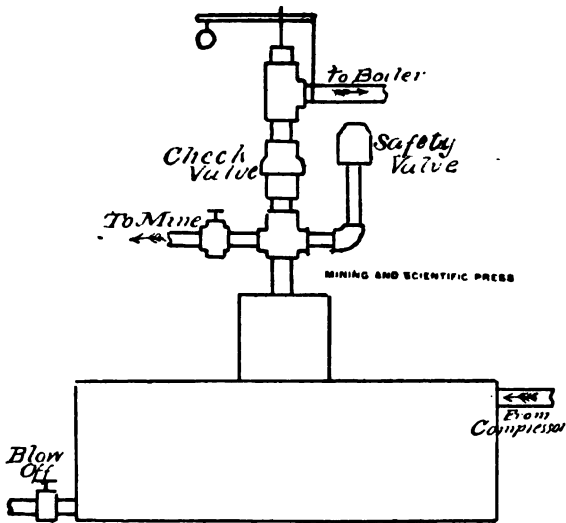 to Boiler
Check
Valve
Safety
Valve
To Mine
MINING AND SCIENTIFIC PRESS
From
Compressor
Blow
Off